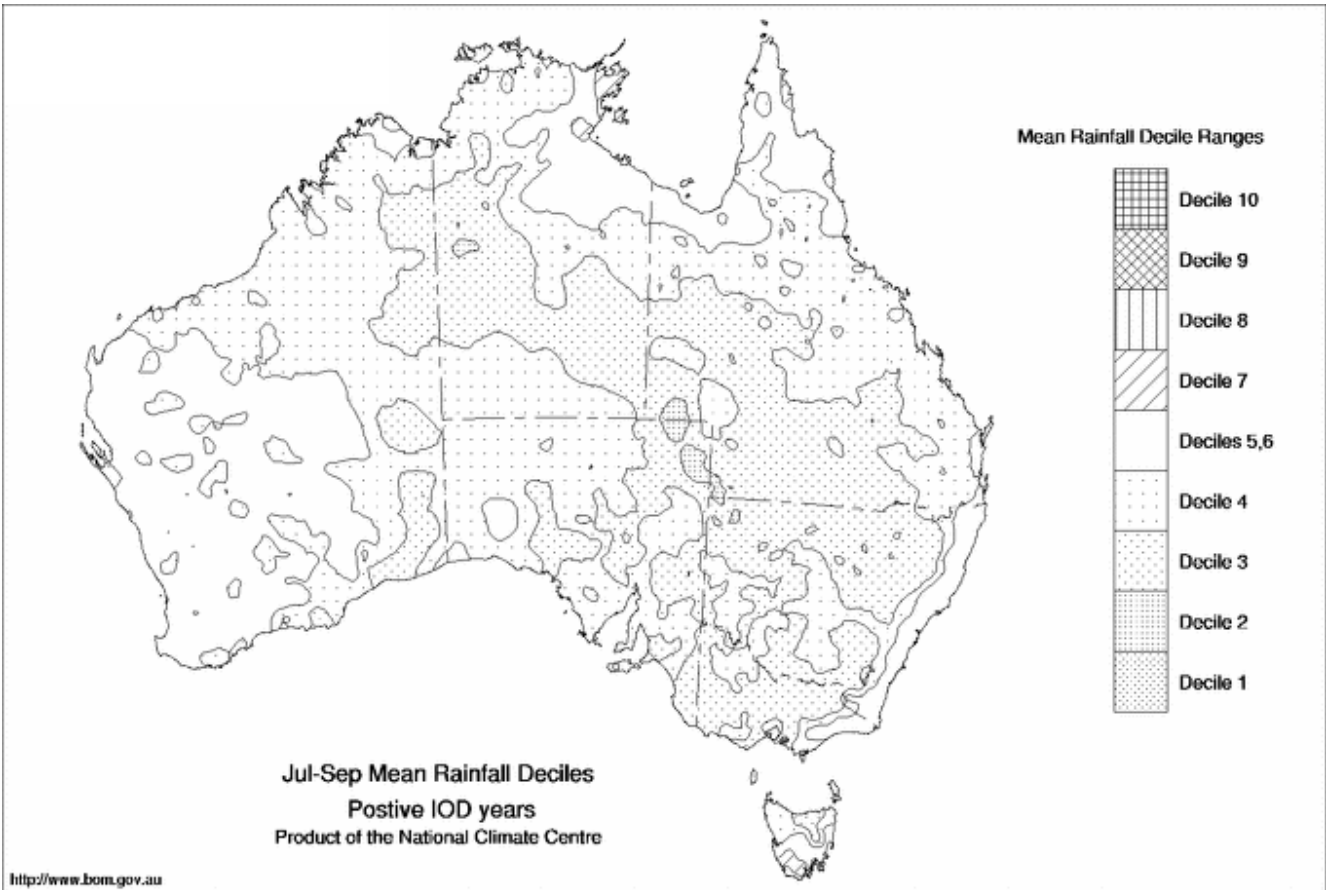 Mean Rainfall Decile Ranges
Decile 10
Decile 9
Decile 8
Decile 7
Deciles 5,6
Decile 4
Decile 3
Decile 2
Decile 1
Jul-Sep Mean Rainfall Deciles
Postive IOD years
Product of the National Climate Centre
http://www.bom.gov.au